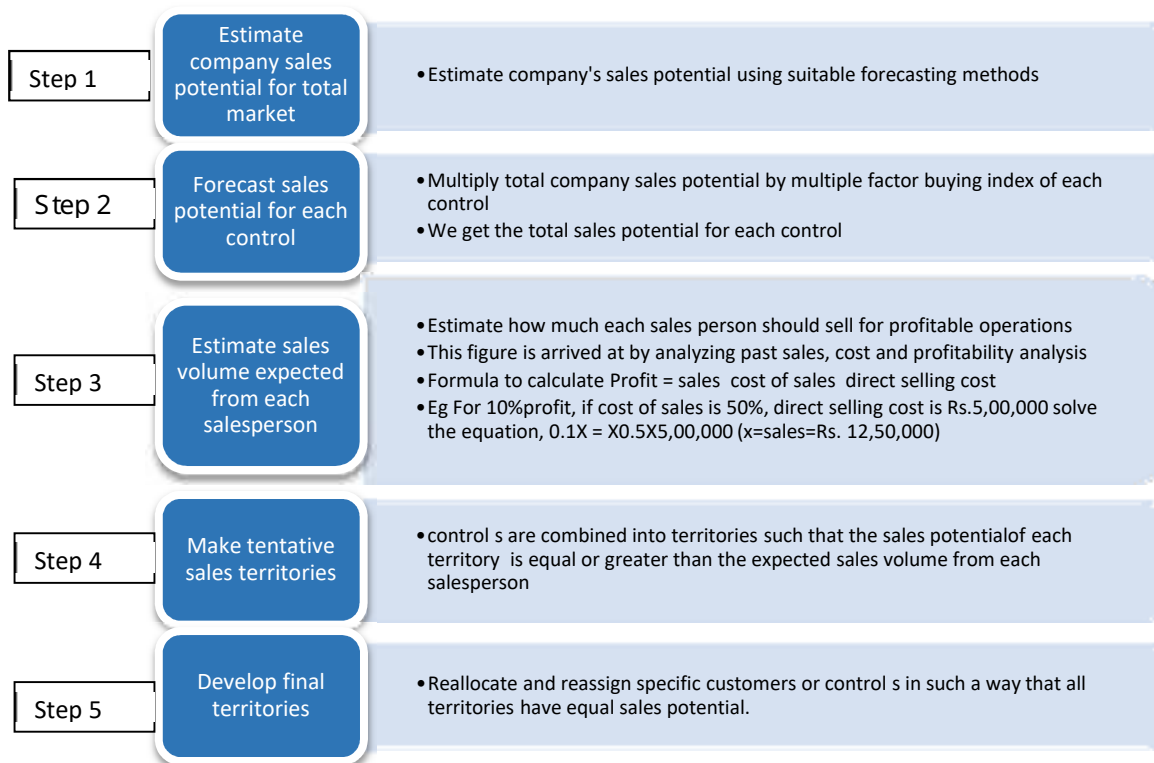 Step 1
Estimate
company sales
potential for total
market
•Estimate company's sales potential using suitable forecasting methods
Step 2
Forecast sales
potential for each
control
•Multiply total company sales potential by multiple factor buying index of each
control
•We get the total sales potential for each control
Step 3
Estimate sales
volume expected
from each
salesperson
•Estimate how much each sales person should sell for profitable operations
•This figure is arrived at by analyzing past sales, cost and profitability analysis
•Formula to calculate Profit = sales cost of sales direct selling cost
•Eg For 10%profit, if cost of sales is 50%, direct selling cost is Rs.5,00,000 solve
the equation, 0.1X = X0.5X5,00,000 (x=sales=Rs. 12,50,000)
Step 4
Make tentative
sales territories
•control s are combined into territories such that the sales potentialof each
territory is equal or greater than the expected sales volume from each
salesperson
Step 5
Develop final
territories
•Reallocate and reassign specific customers or control s in such a way that all
territories have equal sales potential.